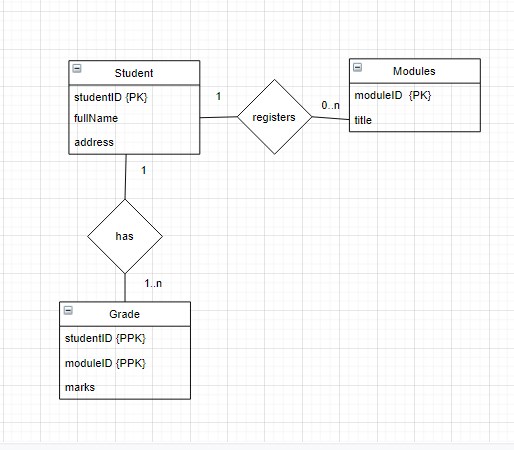 Student
studentID {PK}
fullName
address
1
registers
0..n
Modules
moduleID {PK}
title
1
has
1..n
Grade
studentID {PPK}
moduleID {PPK}
marks